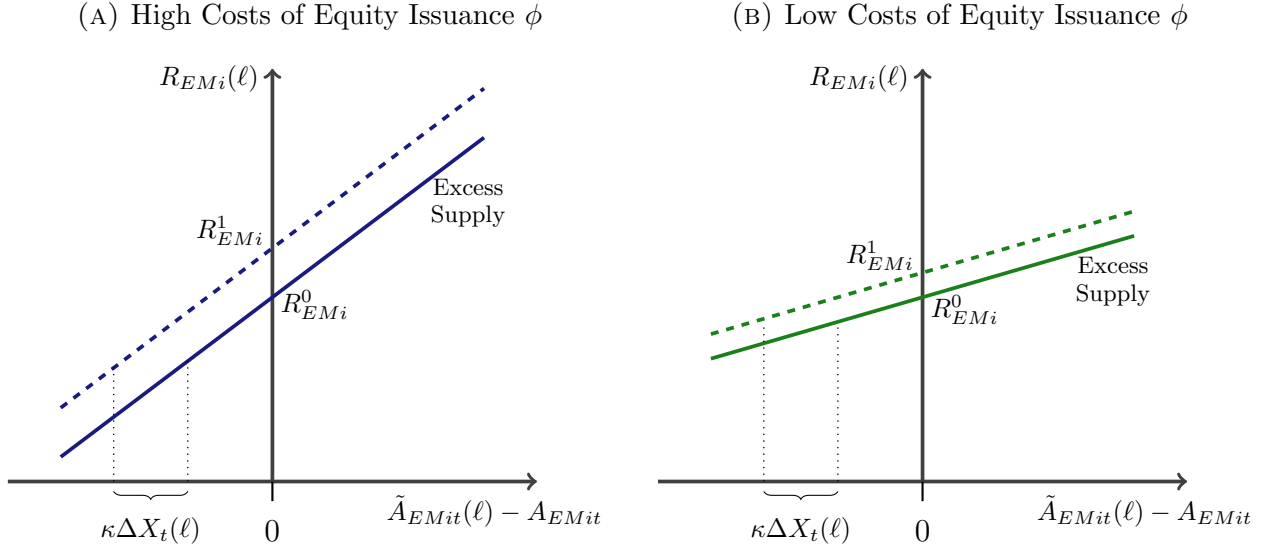 (A) High Costs of Equity Issuance ϕ
R_{EMi}(ℓ)
Excess
Supply
R^1_{EMi}
R^0_{EMi}
κΔX_t(ℓ)
0
Ã_{EMit}(ℓ) − A_{EMit}
(B) Low Costs of Equity Issuance ϕ
R_{EMi}(ℓ)
R^1_{EMi}
Excess
Supply
R^0_{EMi}
κΔX_t(ℓ)
0
Ã_{EMit}(ℓ) − A_{EMit}